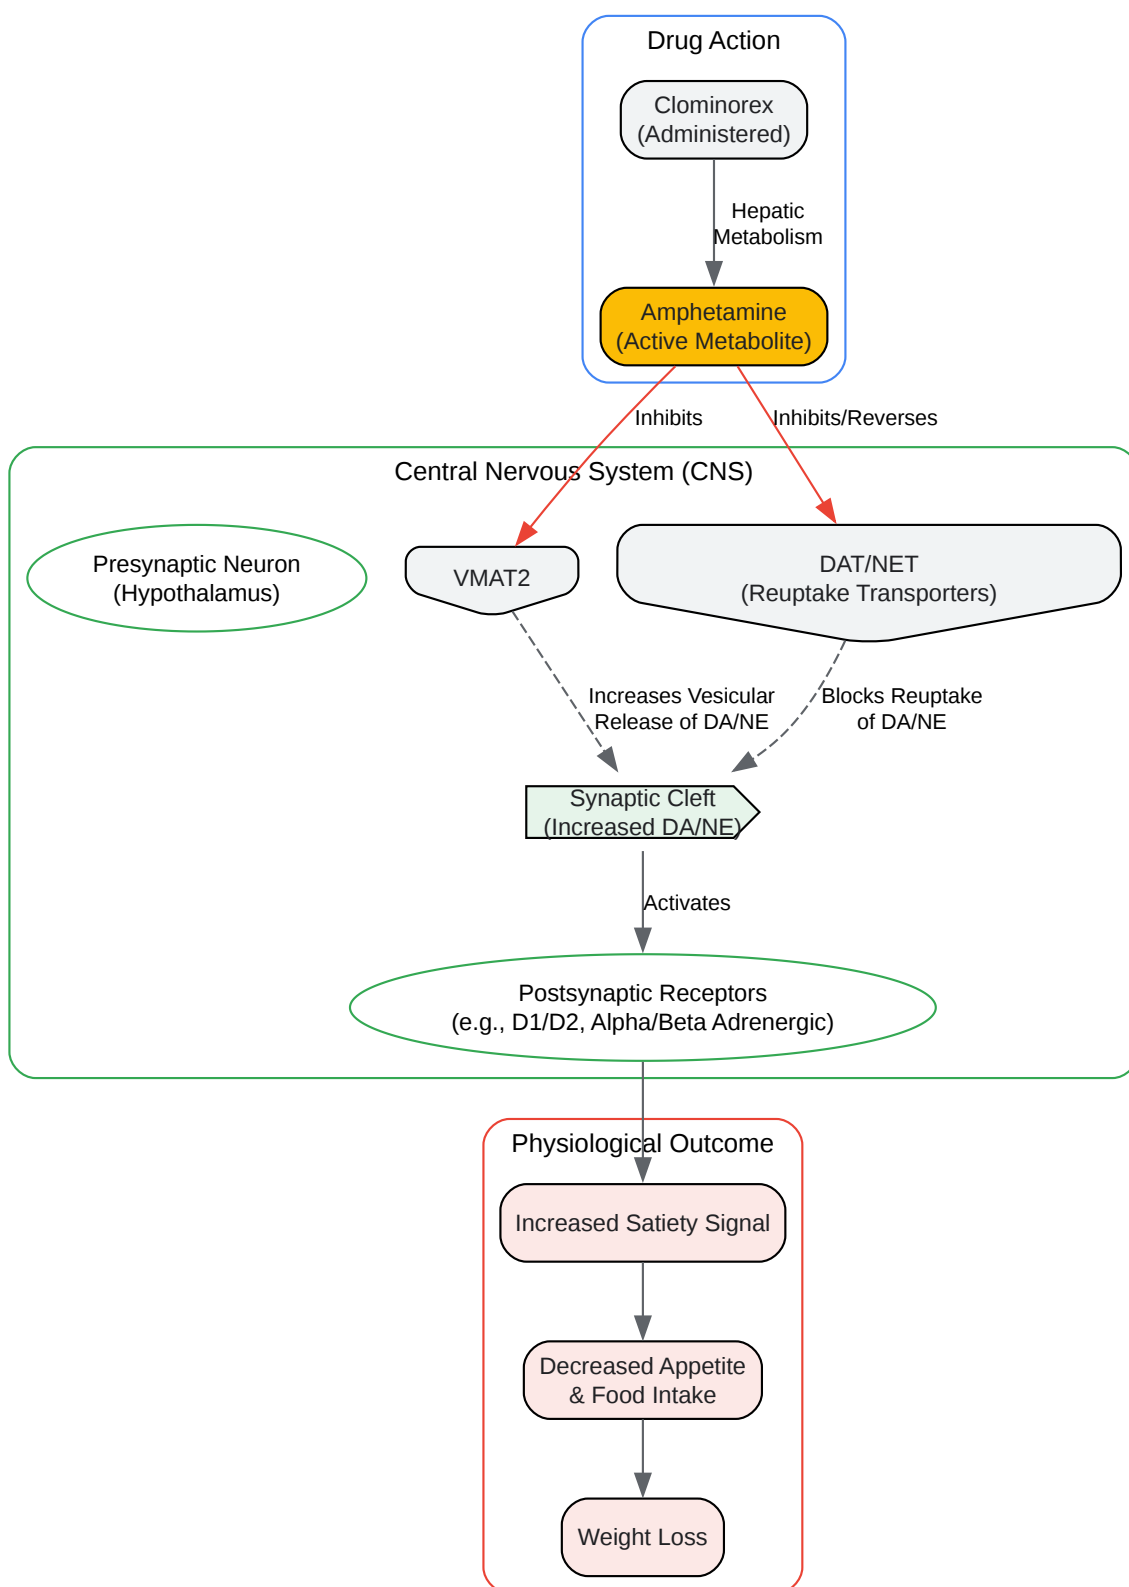 Drug Action
Clominorex
(Administered)
Hepatic
Metabolism
Amphetamine
(Active Metabolite)
Inhibits
Inhibits/Reverses
Central Nervous System (CNS)
Presynaptic Neuron
(Hypothalamus)
VMAT2
DAT/NET
(Reuptake Transporters)
Increases Vesicular
Release of DA/NE
Blocks Reuptake
of DA/NE
Synaptic Cleft
(Increased DA/NE)
Activates
Postsynaptic Receptors
(e.g., D1/D2, Alpha/Beta Adrenergic)
Physiological Outcome
Increased Satiety Signal
Decreased Appetite
& Food Intake
Weight Loss